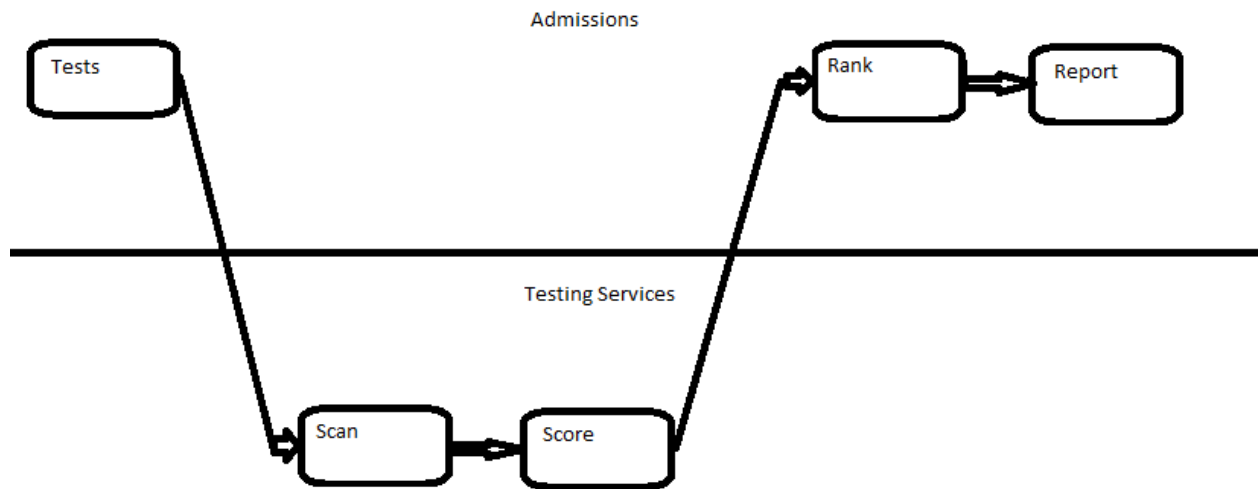 Admissions
Tests
Rank
Report
Testing Services
Scan
Score